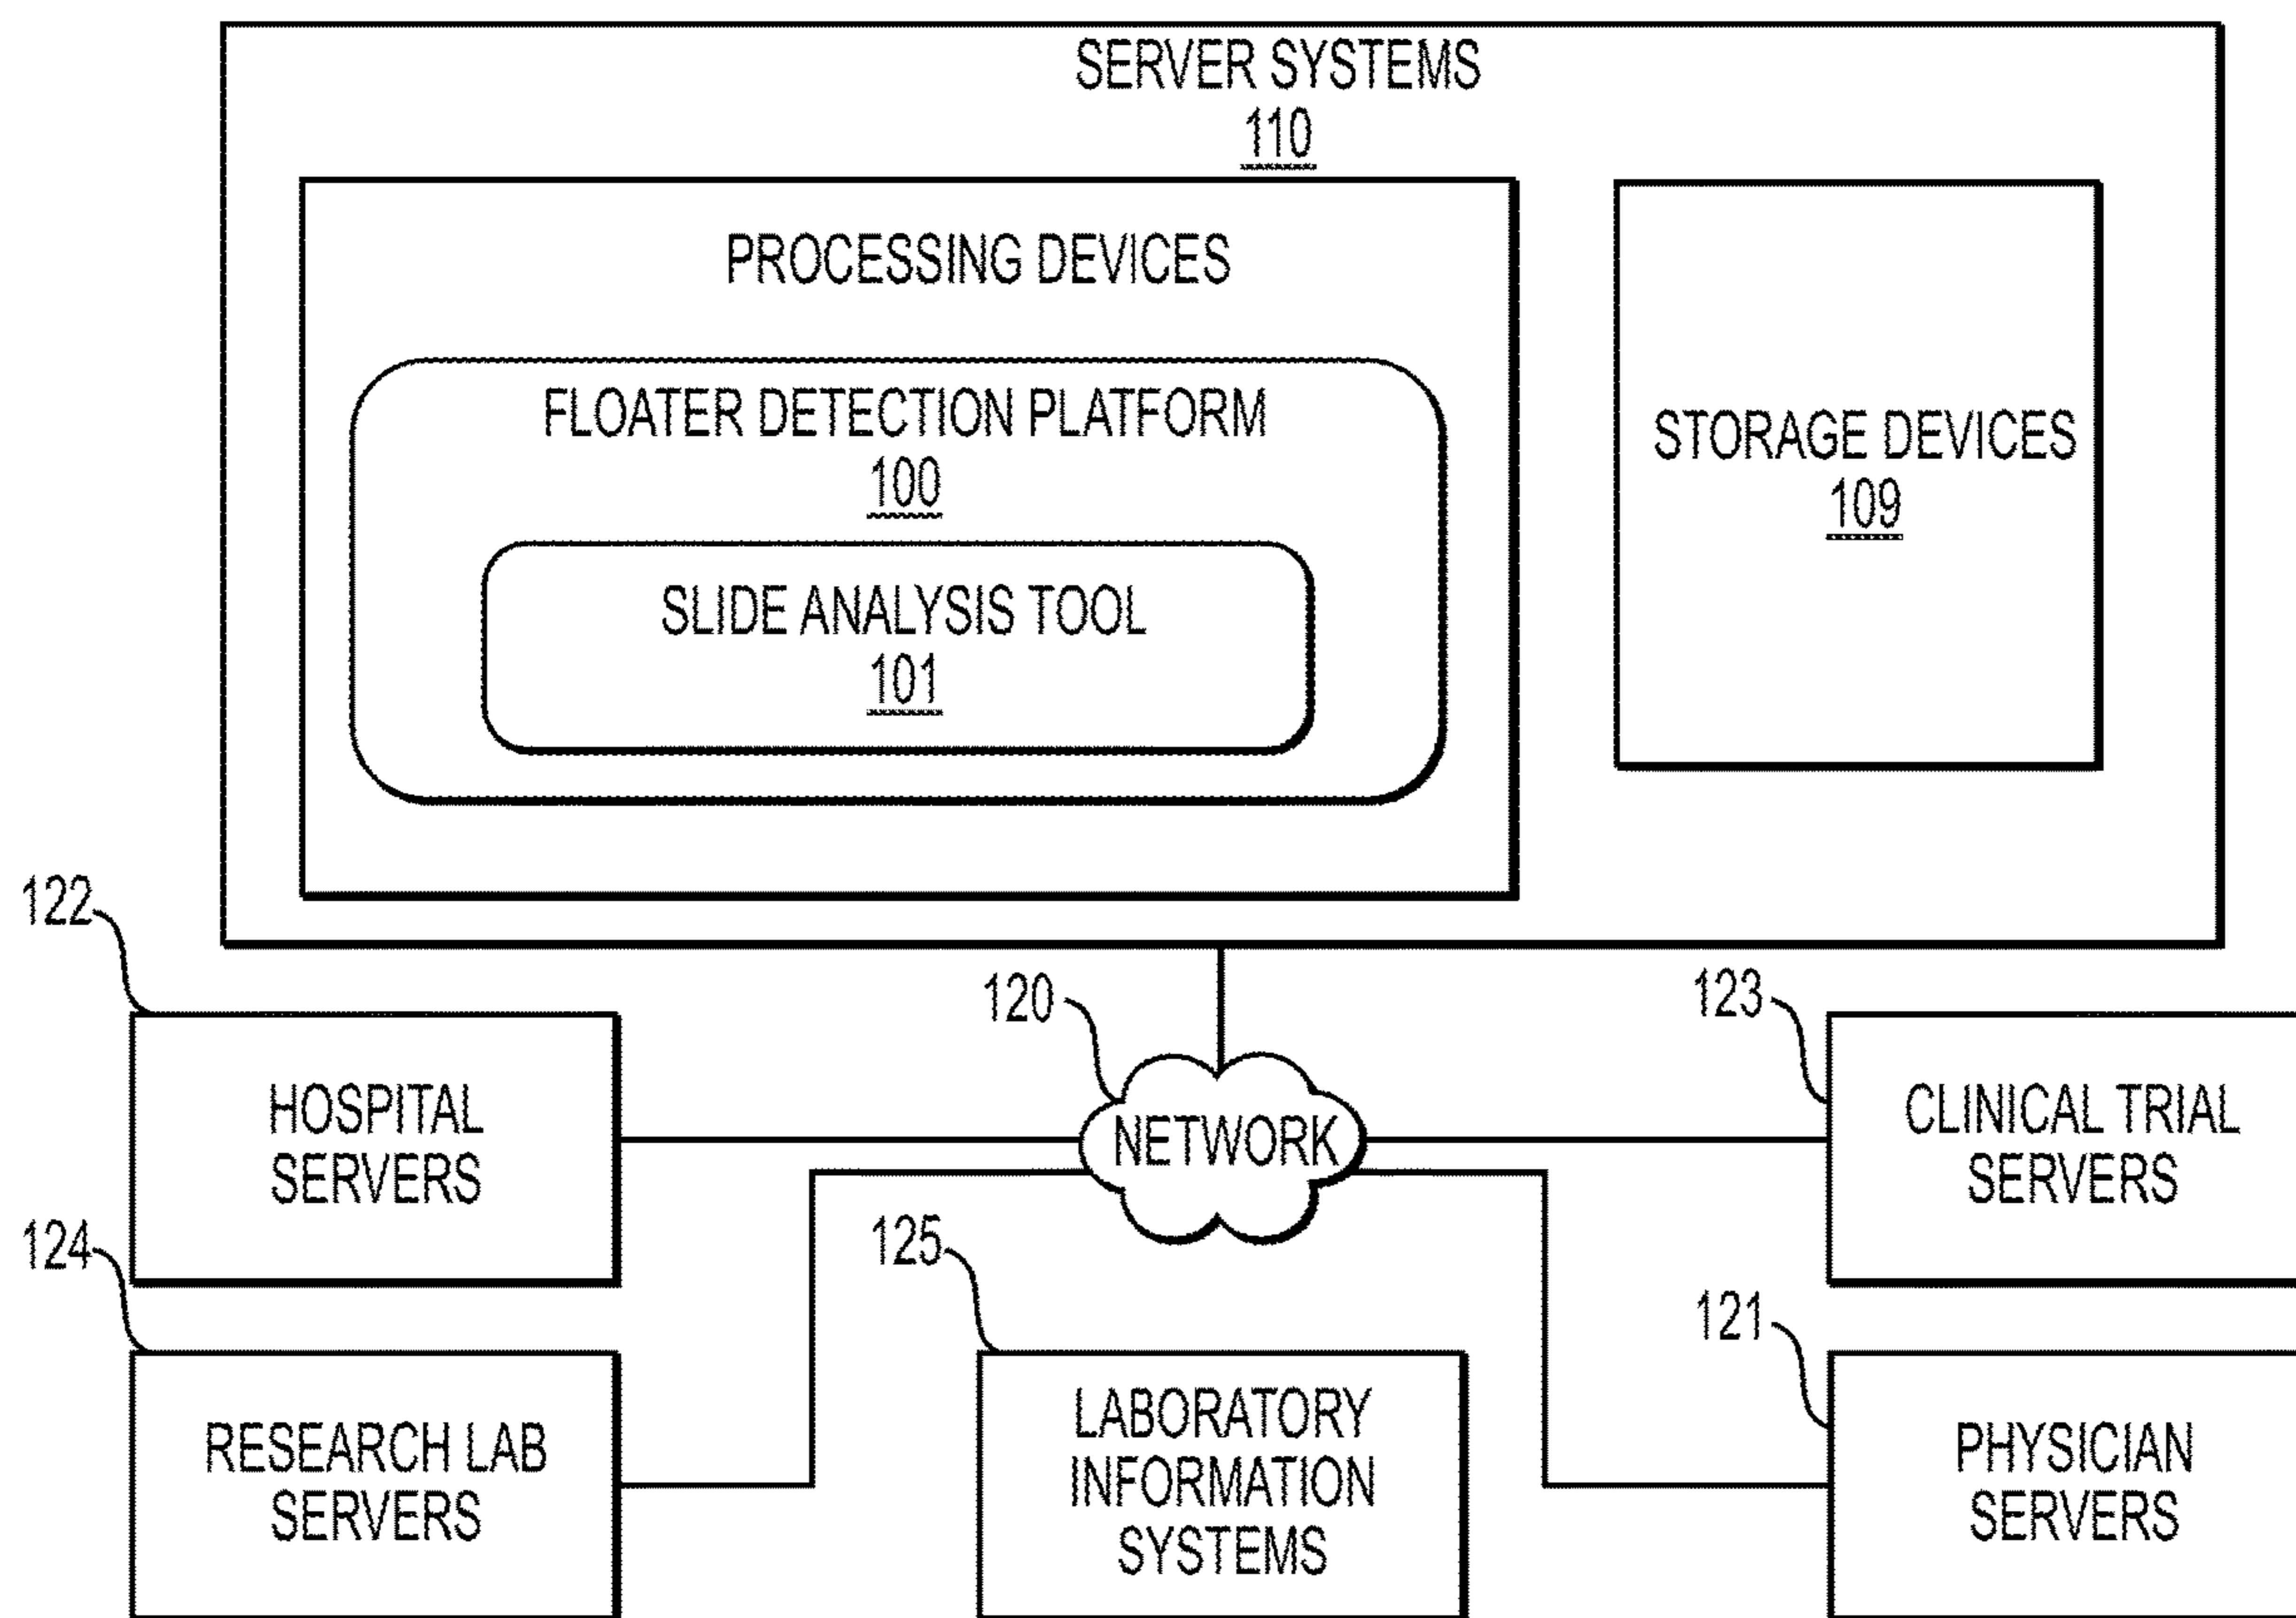 SERVER SYSTEMS
110
PROCESSING DEVICES
FLOATER DETECTION PLATFORM
100
SLIDE ANALYSIS TOOL
101
STORAGE DEVICES
109
122
HOSPITAL
SERVERS
120
NETWORK
123
CLINICAL TRIAL
SERVERS
124
RESEARCH LAB
SERVERS
125
LABORATORY
INFORMATION
SYSTEMS
121
PHYSICIAN
SERVERS